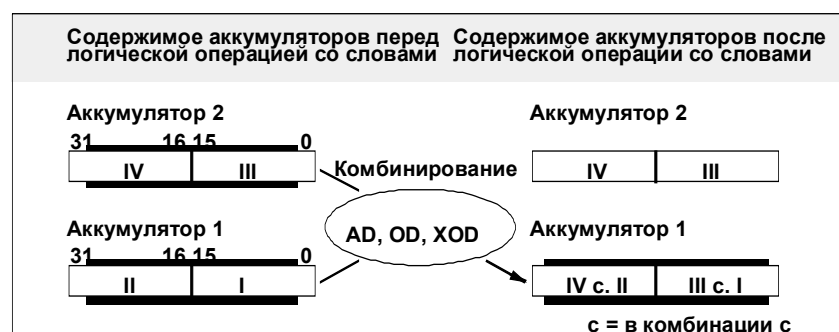 Содержимое аккумуляторов перед логической операцией со словами
Содержимое аккумуляторов после логической операции со словами
Аккумулятор 2
31 16 15 0
IV III
Аккумулятор 1
31 16 15 0
II I
Комбинирование
AD, OD, XOD
Аккумулятор 2
IV III
Аккумулятор 1
IV с. II III с. I
с = в комбинации с